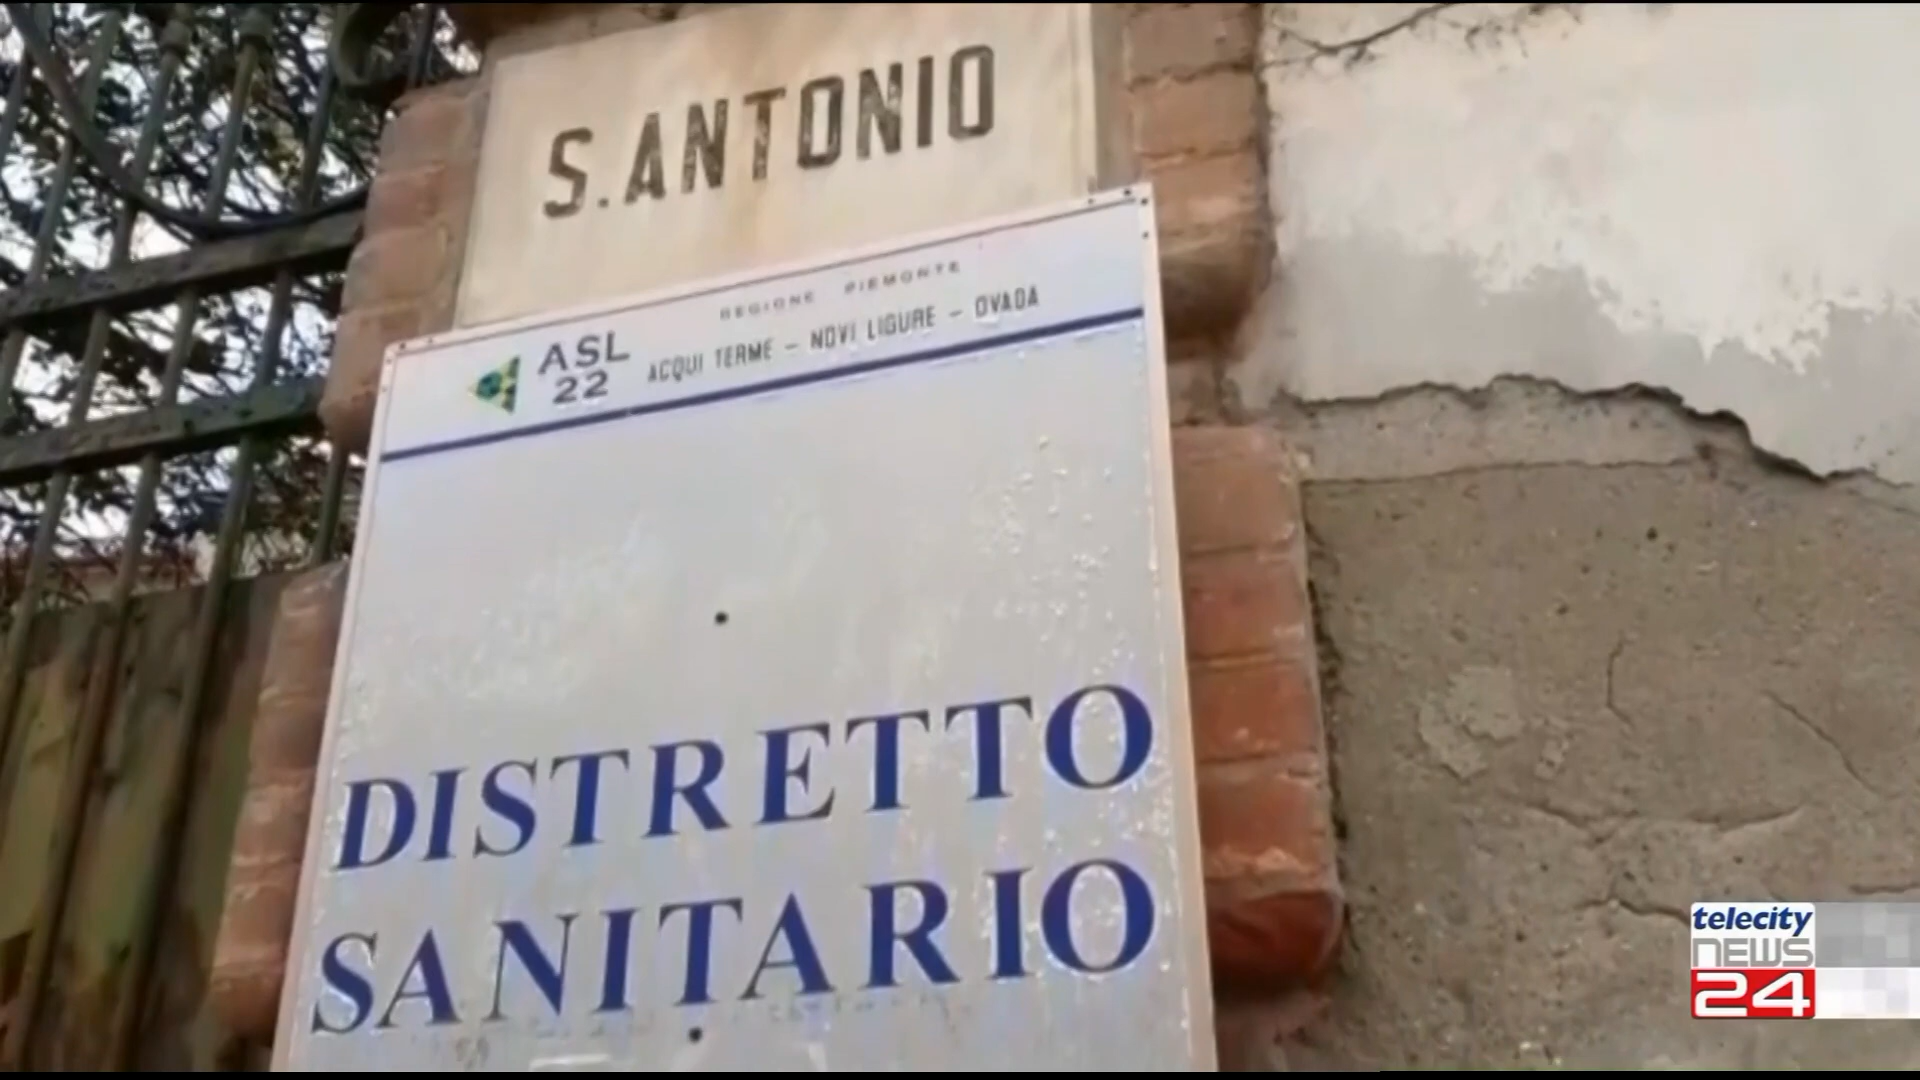 S. ANTONIO
REGIONE PIEMONTE
ASL 22
ACQUI TERME - NOVI LIGURE - OVADA
DISTRETTO
SANITARIO
telecity
NEWS
24